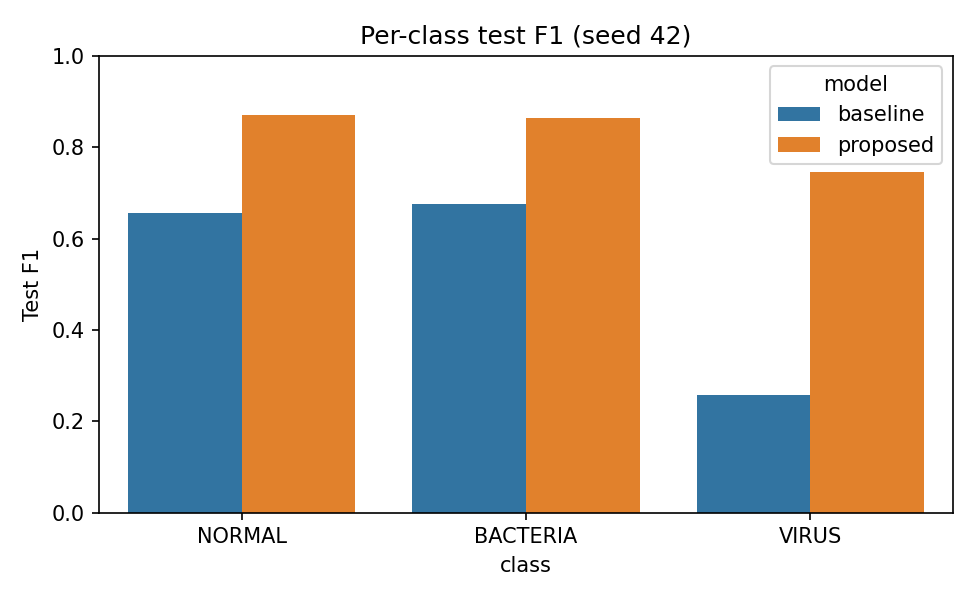 Per-class test F1 (seed 42)
model
baseline
proposed
Test F1
1.0
0.8
0.6
0.4
0.2
0.0
NORMAL
BACTERIA
VIRUS
class